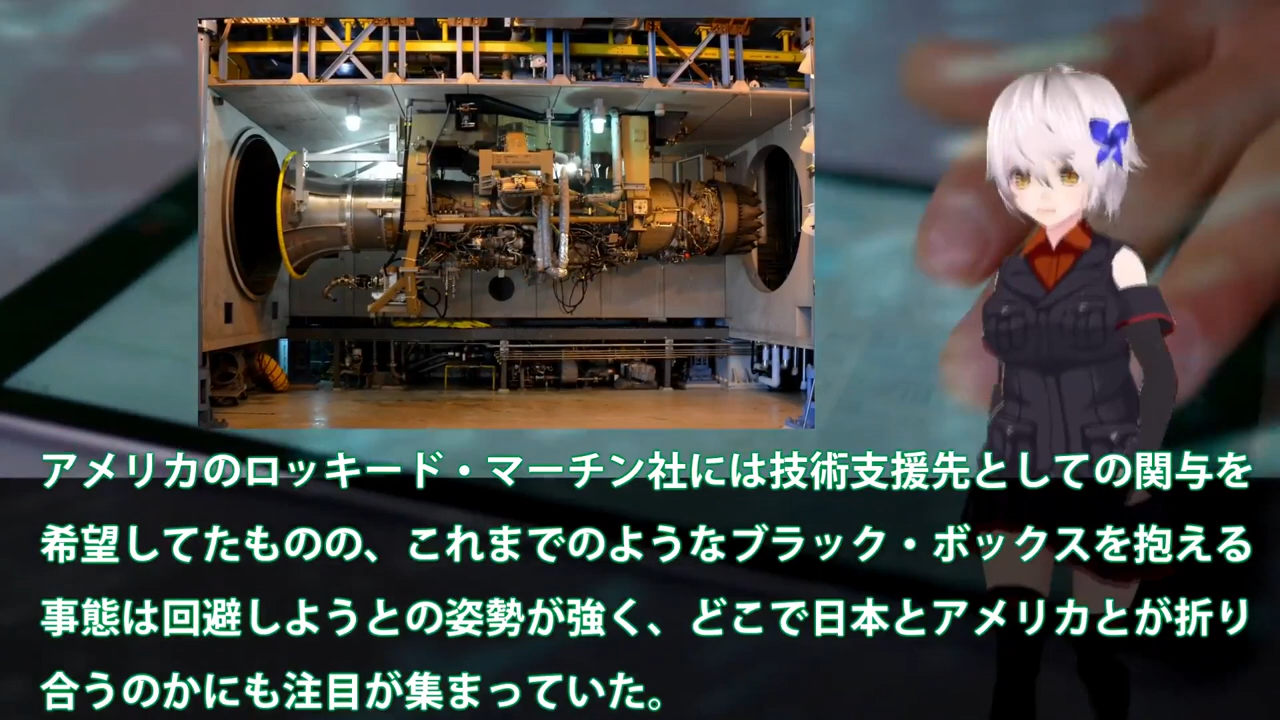 アメリカのロッキード・マーチン社には技術支援先としての関与を
希望してたものの、これまでのようなブラック・ボックスを抱える
事態は回避しようとの姿勢が強く、どこで日本とアメリカとが折り
合うのかにも注目が集まっていた。